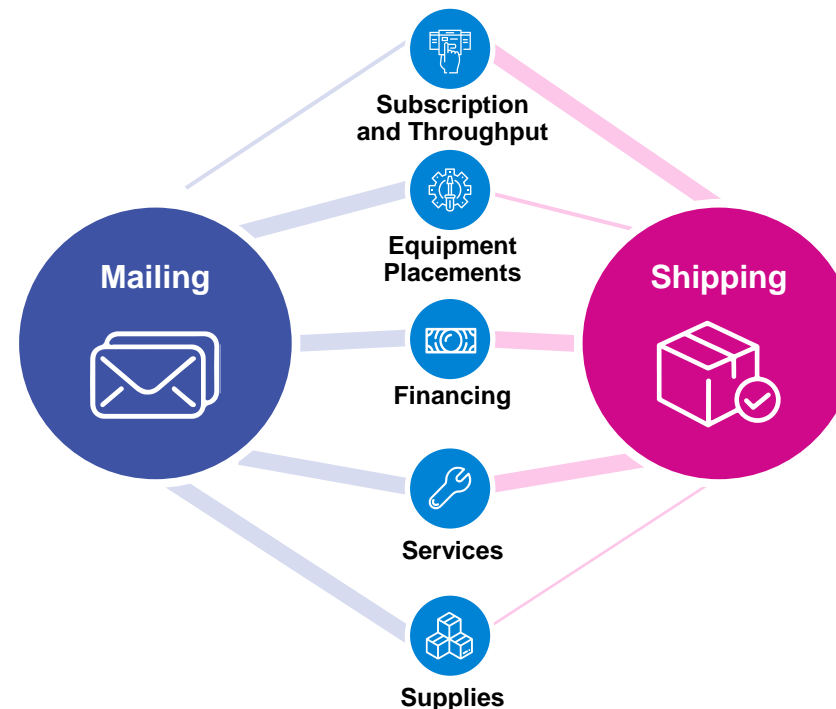 Subscription
and Throughput
Equipment
Placements
Mailing
Shipping
Financing
Services
Supplies